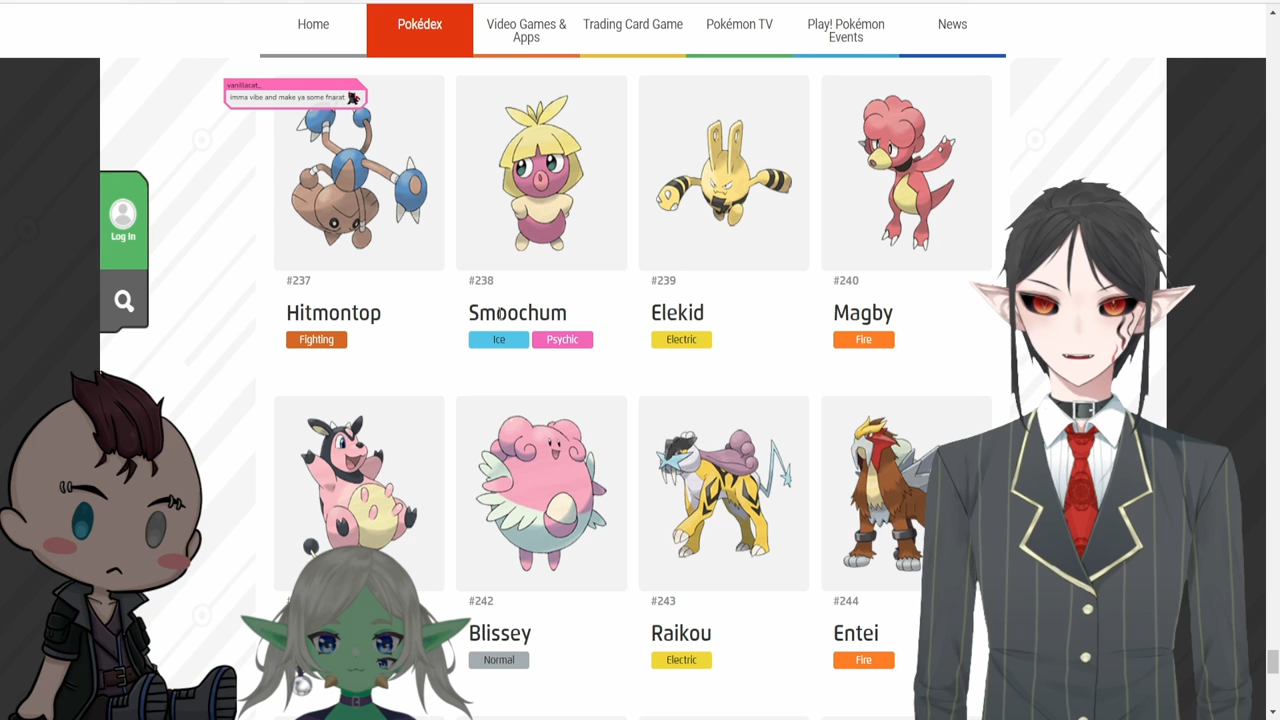 Home
Pokédex
Video Games &
Apps
Trading Card Game
Pokémon TV
Play! Pokémon
Events
News
vanillacat_
imma vibe and make ya some fnarat
Log In
#237
#238
#239
#240
Hitmontop
Smoochum
Elekid
Magby
Fighting
Ice
Psychic
Electric
Fire
#242
#243
#244
Blissey
Raikou
Entei
Normal
Electric
Fire